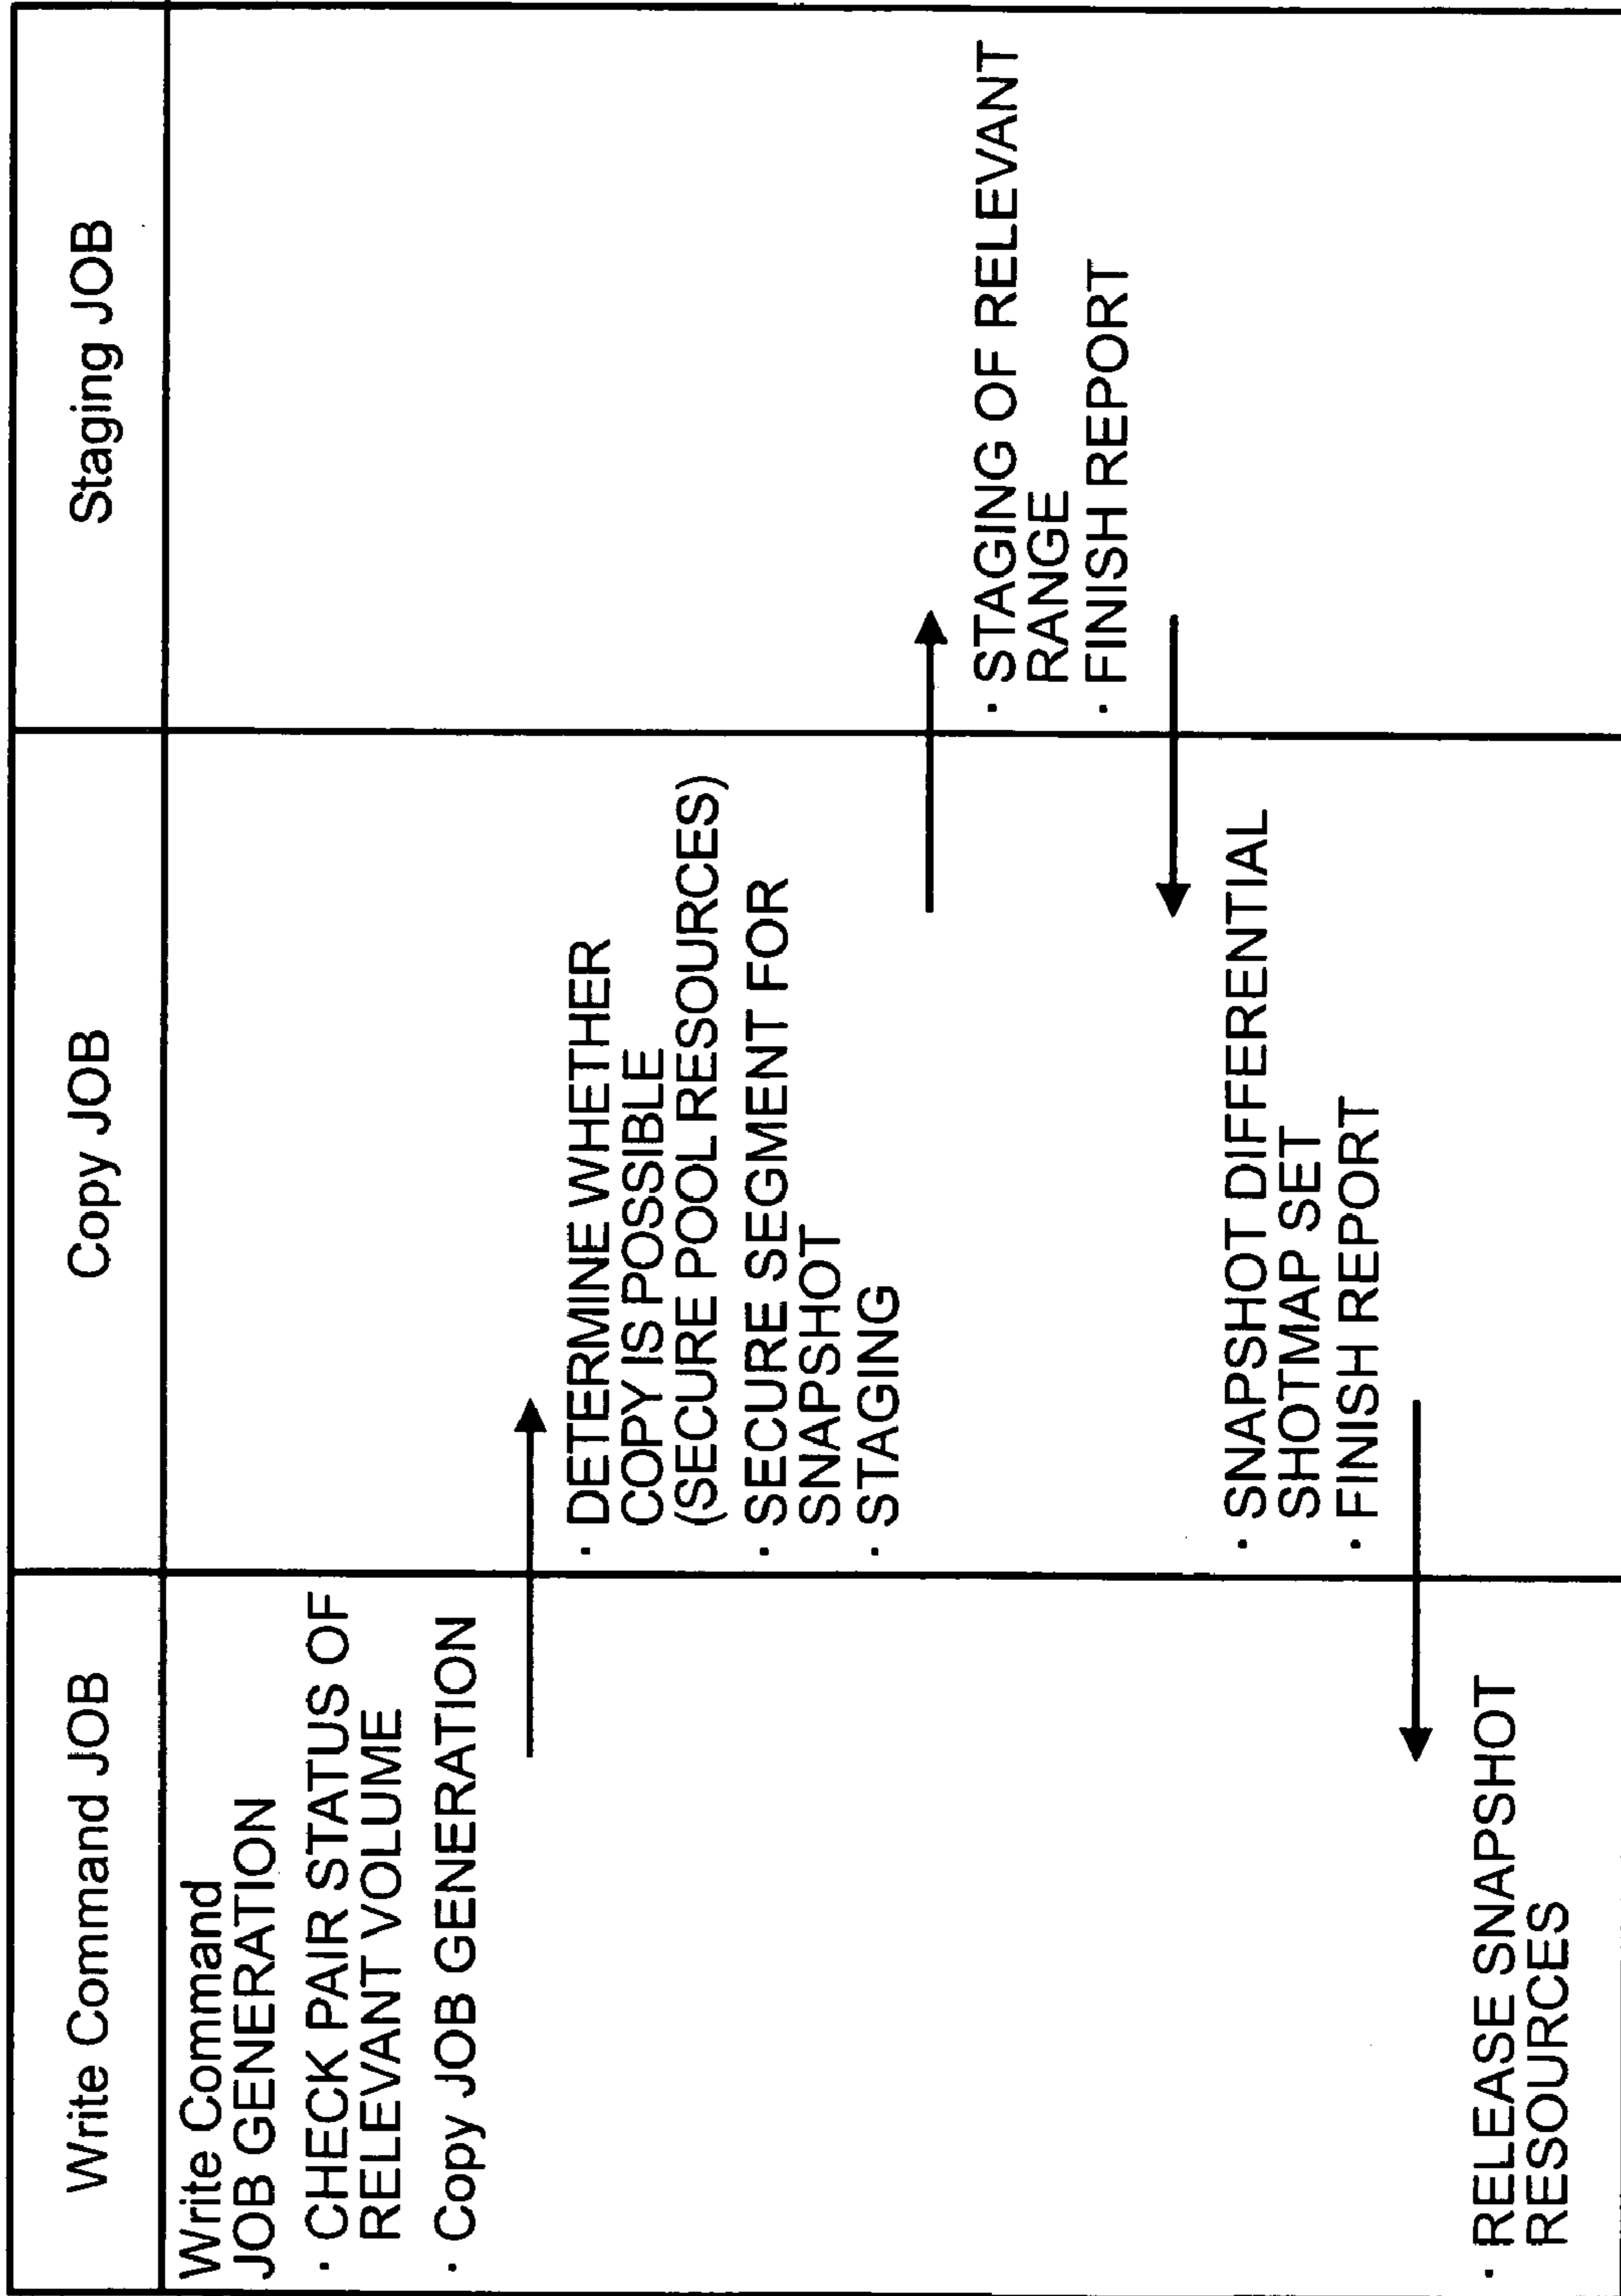 Write Command JOB
Copy JOB
Staging JOB
Write Command
JOB GENERATION
· CHECK PAIR STATUS OF
RELEVANT VOLUME
· Copy JOB GENERATION
· DETERMINE WHETHER
COPY IS POSSIBLE
(SECURE POOL RESOURCES)
· SECURE SEGMENT FOR
SNAPSHOT
· STAGING
· STAGING OF RELEVANT
RANGE
· FINISH REPORT
· SNAPSHOT DIFFERENTIAL
SHOTMAP SET
· FINISH REPORT
· RELEASE SNAPSHOT
RESOURCES